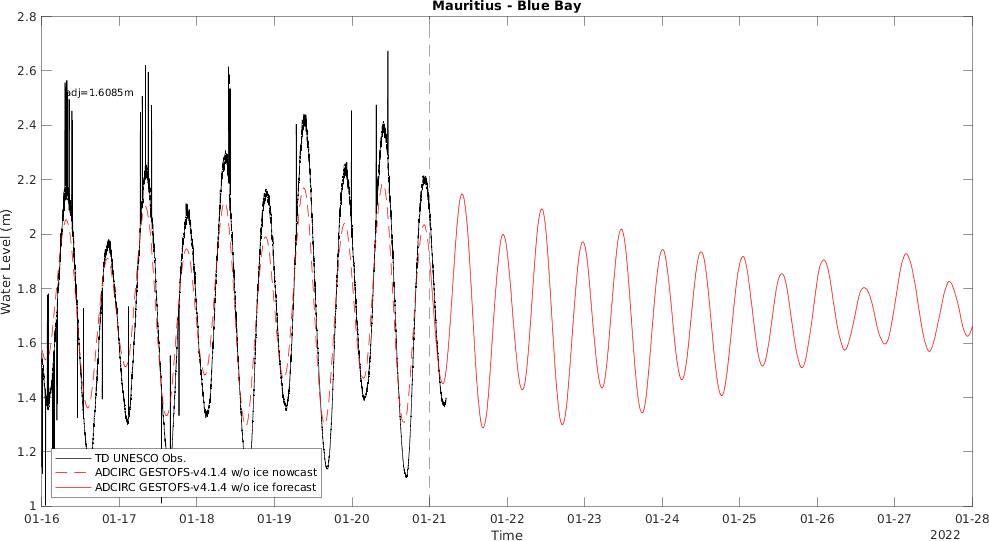 Mauritius - Blue Bay
2.8
2.6
2.4
2.2
2
1.8
1.6
1.4
1.2
1
Water Level (m)
adj=1.6085m
TD UNESCO Obs.
ADCIRC GESTOFS-v4.1.4 w/o ice nowcast
ADCIRC GESTOFS-v4.1.4 w/o ice forecast
01-16 01-17 01-18 01-19 01-20 01-21 01-22 01-23 01-24 01-25 01-26 01-27 01-28
Time
2022